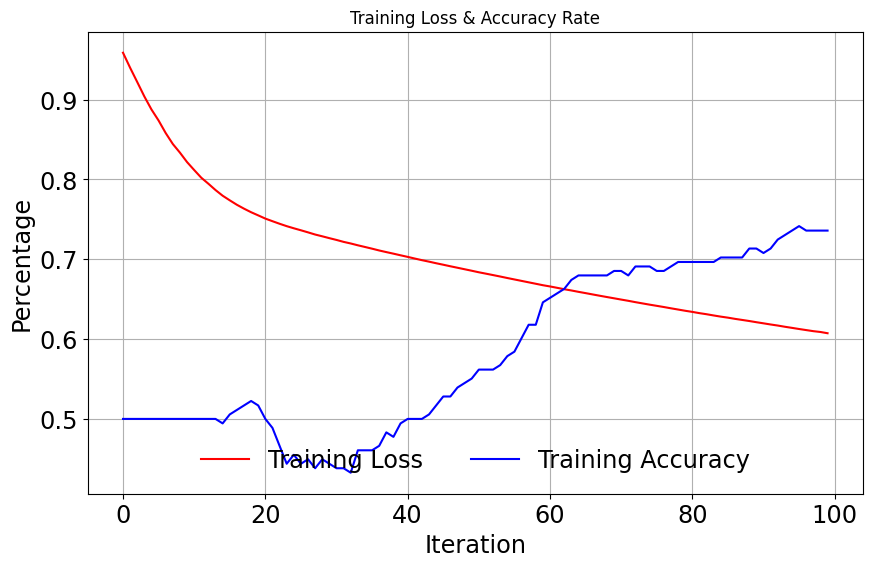 Training Loss & Accuracy Rate
Percentage
0.9
0.8
0.7
0.6
0.5
Training Loss
Training Accuracy
0 20 40 60 80 100
Iteration